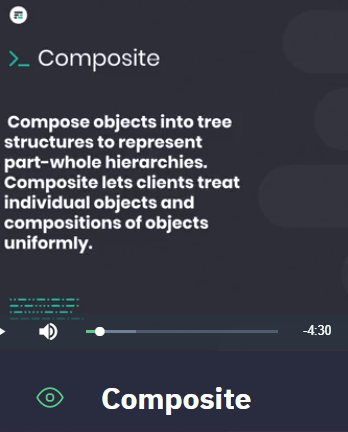 Composite
Compose objects into tree
structures to represent
part-whole hierarchies.
Composite lets clients treat
individual objects and
compositions of objects
uniformly.
-4:30
Composite